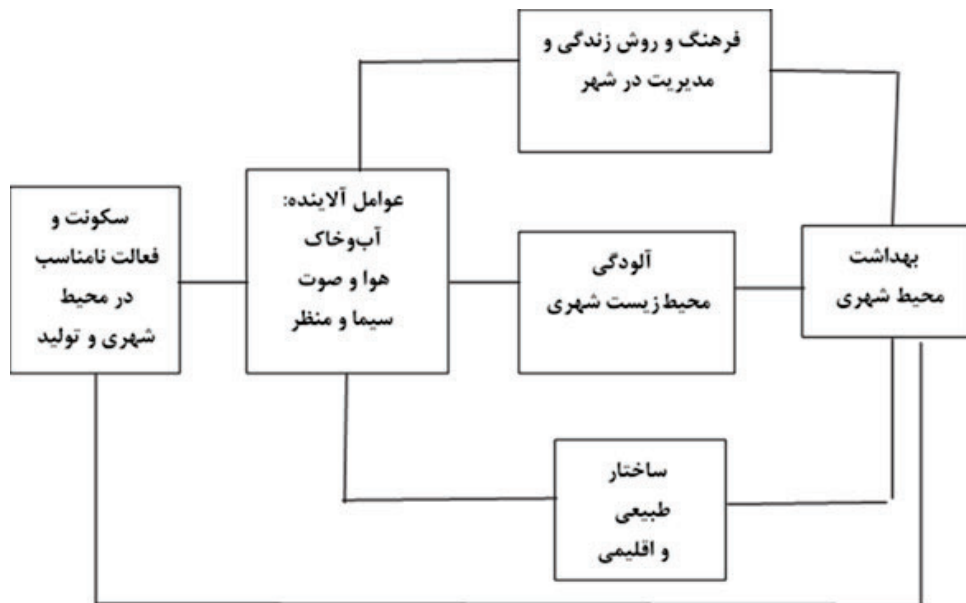 فرهنگ و روش زندگی و
مدیریت در شهر
بهداشت
محیط شهری
آلودگی
محیط‌زیست شهری
عوامل آلاینده:
آب‌وخاک
هوا و صوت
سیما و منظر
سکونت و
فعالت نامناسب
در محیط
شهری و تولید
ساختار
طبیعی
و اقلیمی